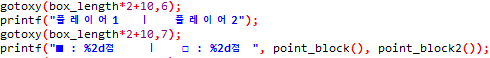 gotoxy(box_length*2+10,6);
printf("플 레 이 어 1    ㅣ    플 레 이 어 2");
gotoxy(box_length*2+10,7);
printf("■ : %2d점     ㅣ    □ : %2d점  ", point_block(), point_block2());